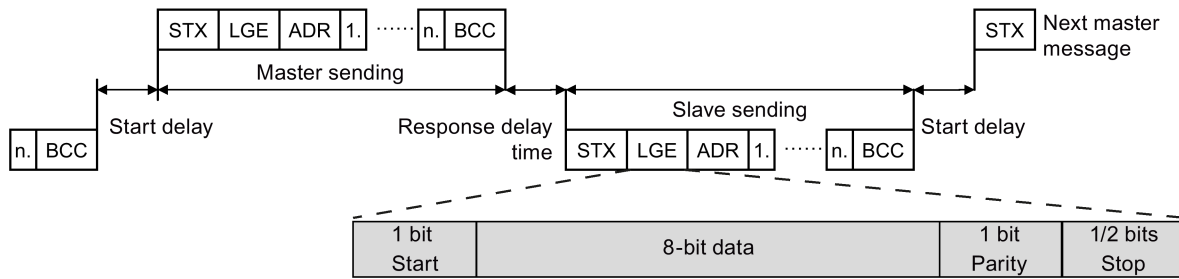 STX LGE ADR 1. ······ n. BCC
STX
Next master
message
Master sending
Start delay
Response delay
time
Slave sending
Start delay
n. BCC
STX LGE ADR 1. ······ n. BCC
1 bit
Start
8-bit data
1 bit
Parity
1/2 bits
Stop